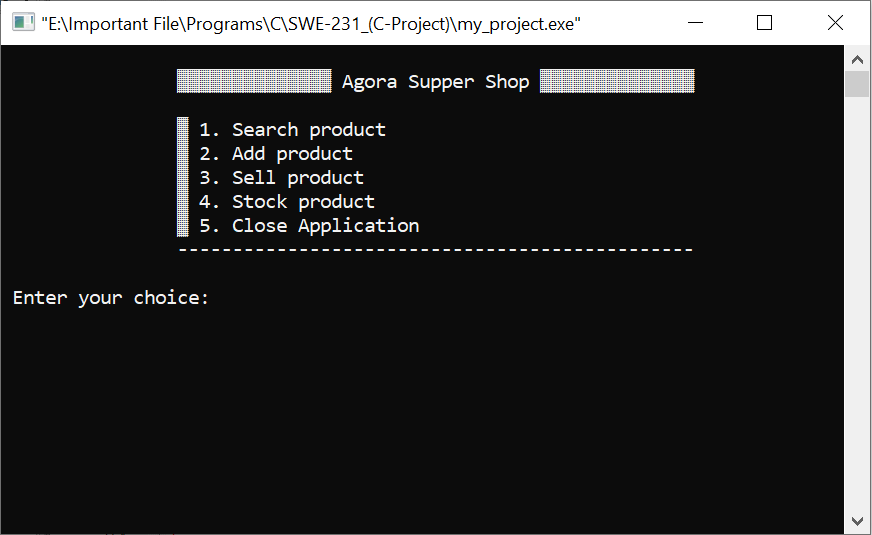 "E:\Important File\Programs\C\SWE-231_(C-Project)\my_project.exe"
Agora Supper Shop
1. Search product
2. Add product
3. Sell product
4. Stock product
5. Close Application
-----------------------------------------------
Enter your choice: